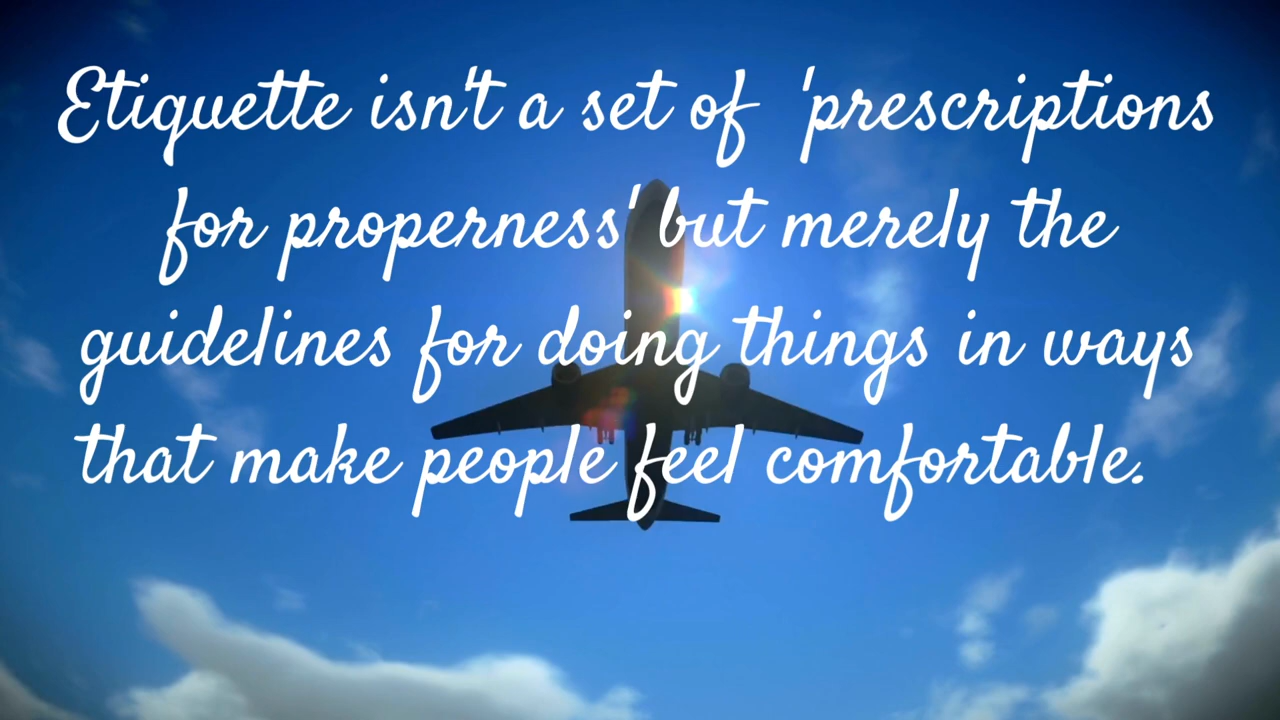 Etiquette isn't a set of 'prescriptions
for properness' but merely the
guidelines for doing things in ways
that make people feel comfortable.